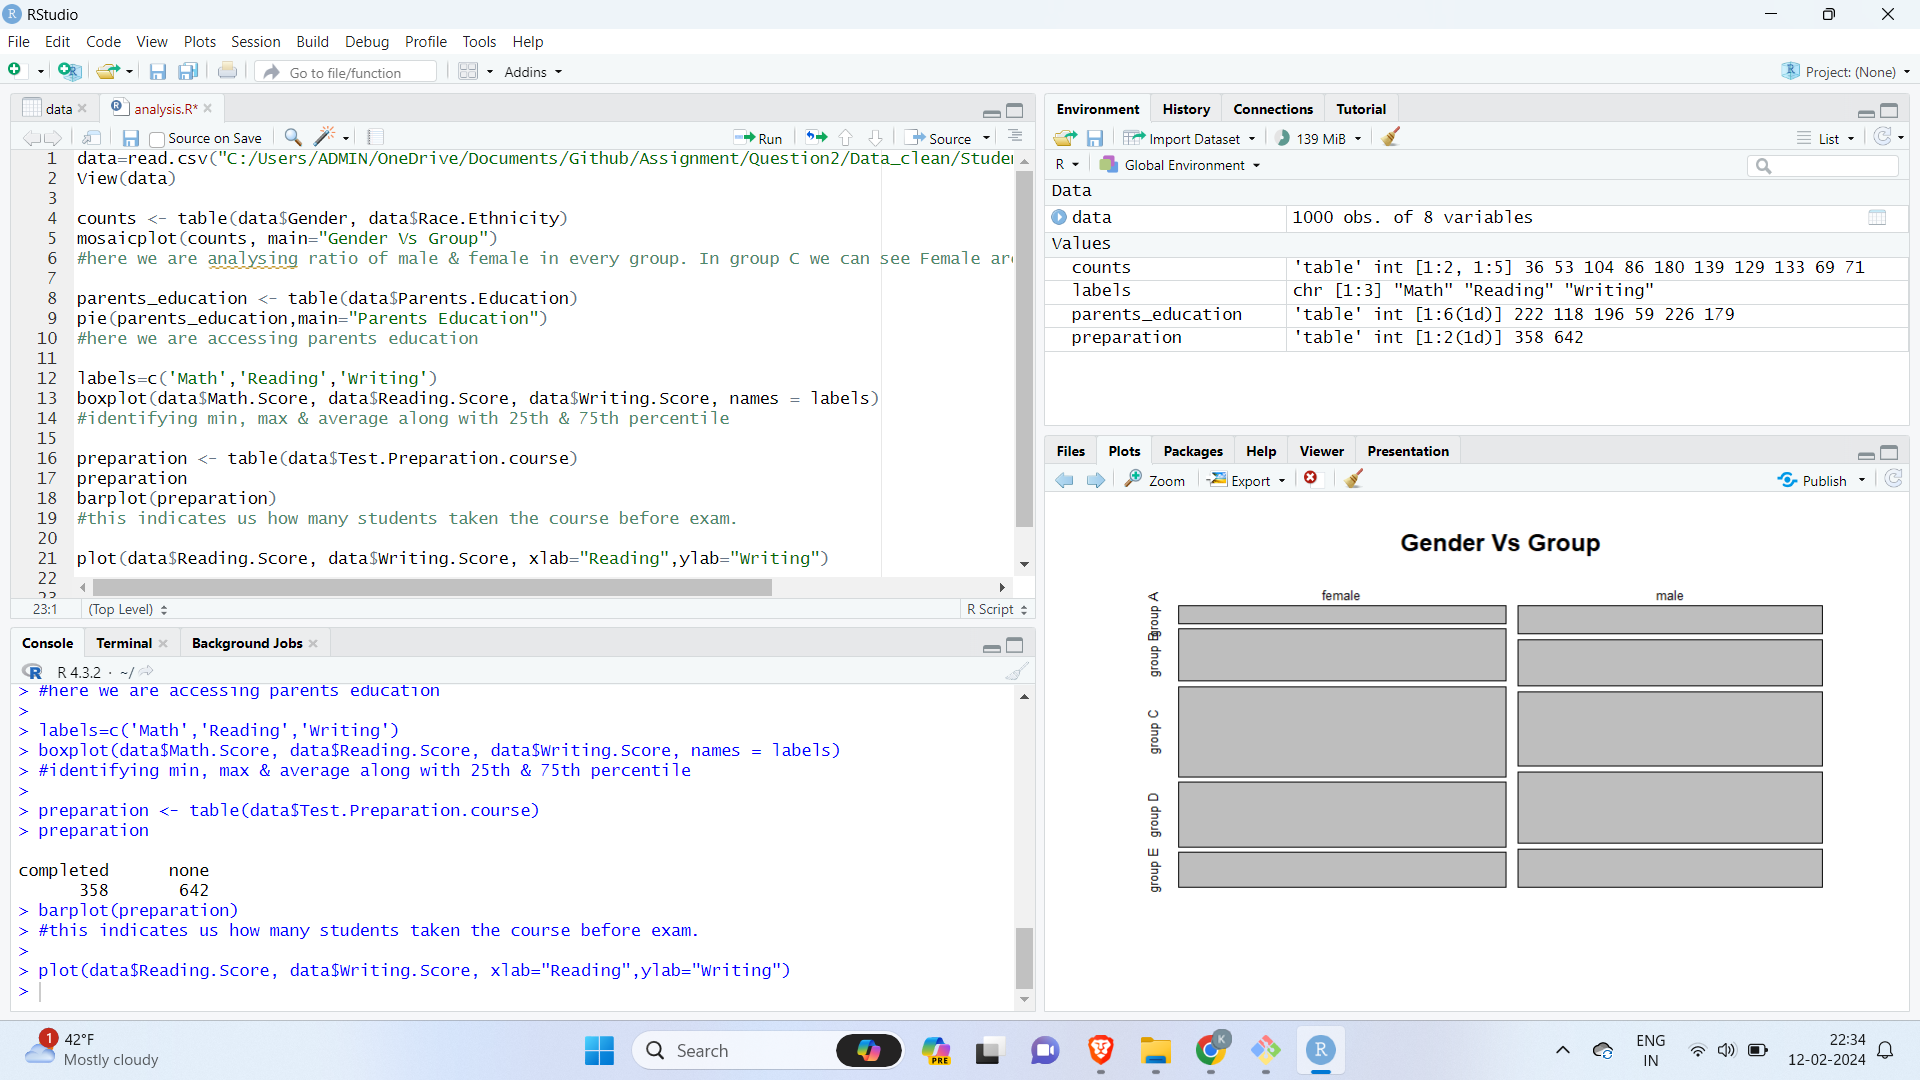 RStudio
File Edit Code View Plots Session Build Debug Profile Tools Help
Go to file/function Addins Project: (None)
data analysis.R*
Source on Save Run Source
1 data=read.csv("C:/Users/ADMIN/OneDrive/Documents/Github/Assignment/Question2/Data_clean/Studen
2 View(data)
3
4 counts <- table(data$Gender, data$Race.Ethnicity)
5 mosaicplot(counts, main="Gender Vs Group")
6 #here we are analysing ratio of male & female in every group. In group C we can see Female are
7
8 parents_education <- table(data$Parents.Education)
9 pie(parents_education,main="Parents Education")
10 #here we are accessing parents education
11
12 labels=c('Math','Reading','Writing')
13 boxplot(data$Math.Score, data$Reading.Score, data$Writing.Score, names = labels)
14 #identifying min, max & average along with 25th & 75th percentile
15
16 preparation <- table(data$Test.Preparation.course)
17 preparation
18 barplot(preparation)
19 #this indicates us how many students taken the course before exam.
20
21 plot(data$Reading.Score, data$Writing.Score, xlab="Reading",ylab="Writing")
22
23
23:1 (Top Level) R Script
Console Terminal Background Jobs
R 4.3.2 · ~/
> #here we are accessing parents education
>
> labels=c('Math','Reading','Writing')
> boxplot(data$Math.Score, data$Reading.Score, data$Writing.Score, names = labels)
> #identifying min, max & average along with 25th & 75th percentile
>
> preparation <- table(data$Test.Preparation.course)
> preparation
completed none
358 642
> barplot(preparation)
> #this indicates us how many students taken the course before exam.
>
> plot(data$Reading.Score, data$Writing.Score, xlab="Reading",ylab="Writing")
>
Environment History Connections Tutorial
Import Dataset 139 MiB List
R Global Environment
Data
data 1000 obs. of 8 variables
Values
counts 'table' int [1:2, 1:5] 36 53 104 86 180 139 129 133 69 71
labels chr [1:3] "Math" "Reading" "Writing"
parents_education 'table' int [1:6(1d)] 222 118 196 59 226 179
preparation 'table' int [1:2(1d)] 358 642
Files Plots Packages Help Viewer Presentation
Zoom Export Publish
Gender Vs Group
female male
group A
group B
group C
group D
group E
1 42°F
Mostly cloudy
Search
PRE
K
R
ENG
IN
22:34
12-02-2024